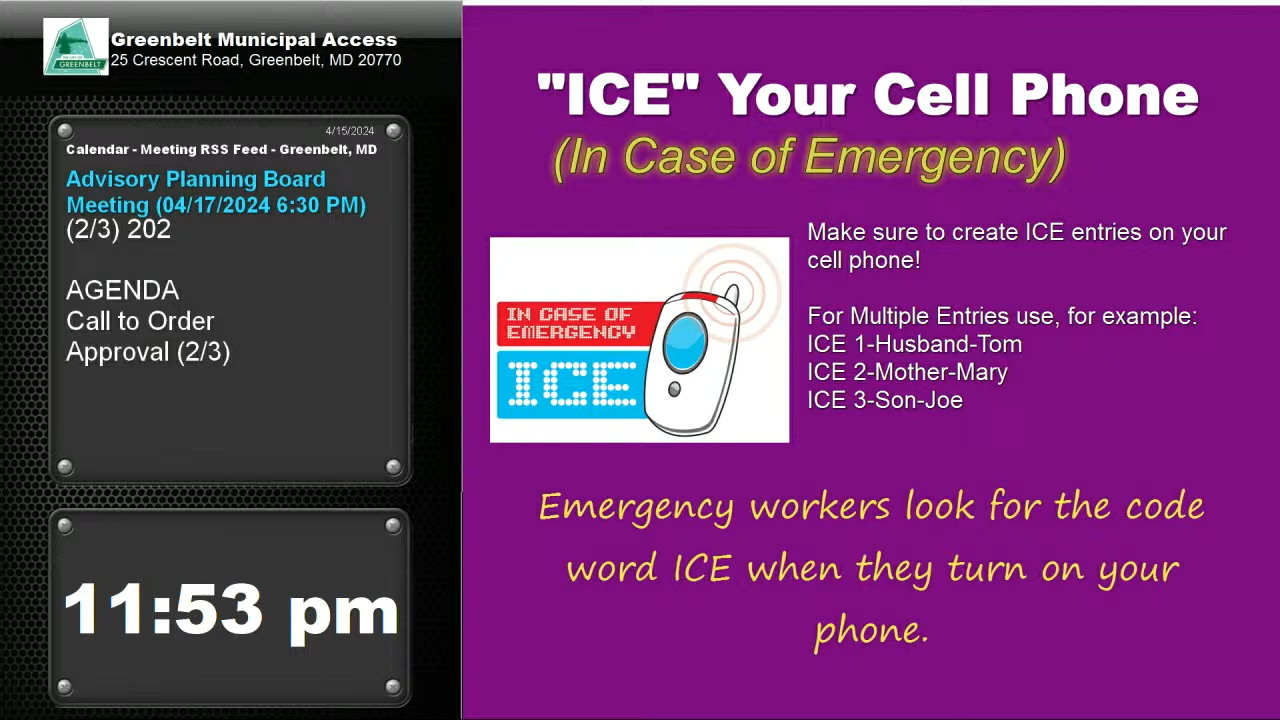 Greenbelt Municipal Access
25 Crescent Road, Greenbelt, MD 20770
GREENBELT
4/15/2024
Calendar - Meeting RSS Feed - Greenbelt, MD
Advisory Planning Board
Meeting (04/17/2024 6:30 PM)
(2/3) 202
AGENDA
Call to Order
Approval (2/3)
11:53 pm
"ICE" Your Cell Phone
(In Case of Emergency)
IN CASE OF
EMERGENCY
ICE
Make sure to create ICE entries on your
cell phone!
For Multiple Entries use, for example:
ICE 1-Husband-Tom
ICE 2-Mother-Mary
ICE 3-Son-Joe
Emergency workers look for the code
word ICE when they turn on your
phone.